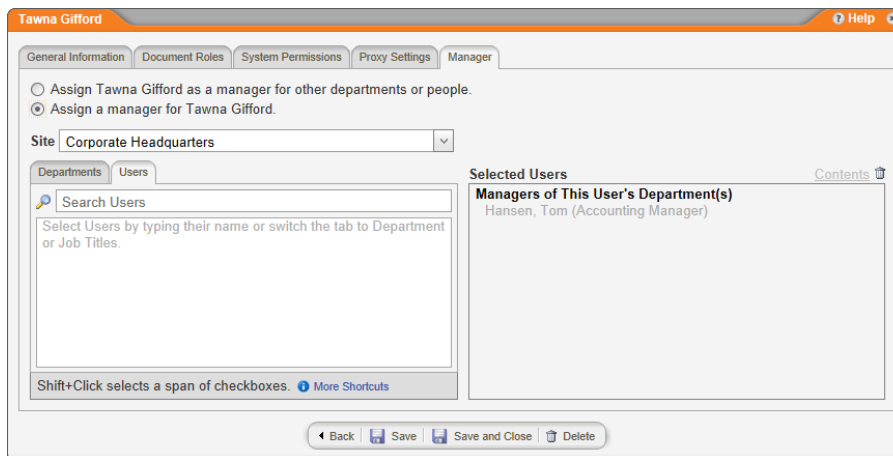 Tawna Gifford
Help
General Information
Document Roles
System Permissions
Proxy Settings
Manager
Assign Tawna Gifford as a manager for other departments or people.
Assign a manager for Tawna Gifford.
Site Corporate Headquarters
Departments
Users
Search Users
Select Users by typing their name or switch the tab to Department
or Job Titles.
Shift+Click selects a span of checkboxes. More Shortcuts
Selected Users
Contents
Managers of This User's Department(s)
Hansen, Tom (Accounting Manager)
Back
Save
Save and Close
Delete